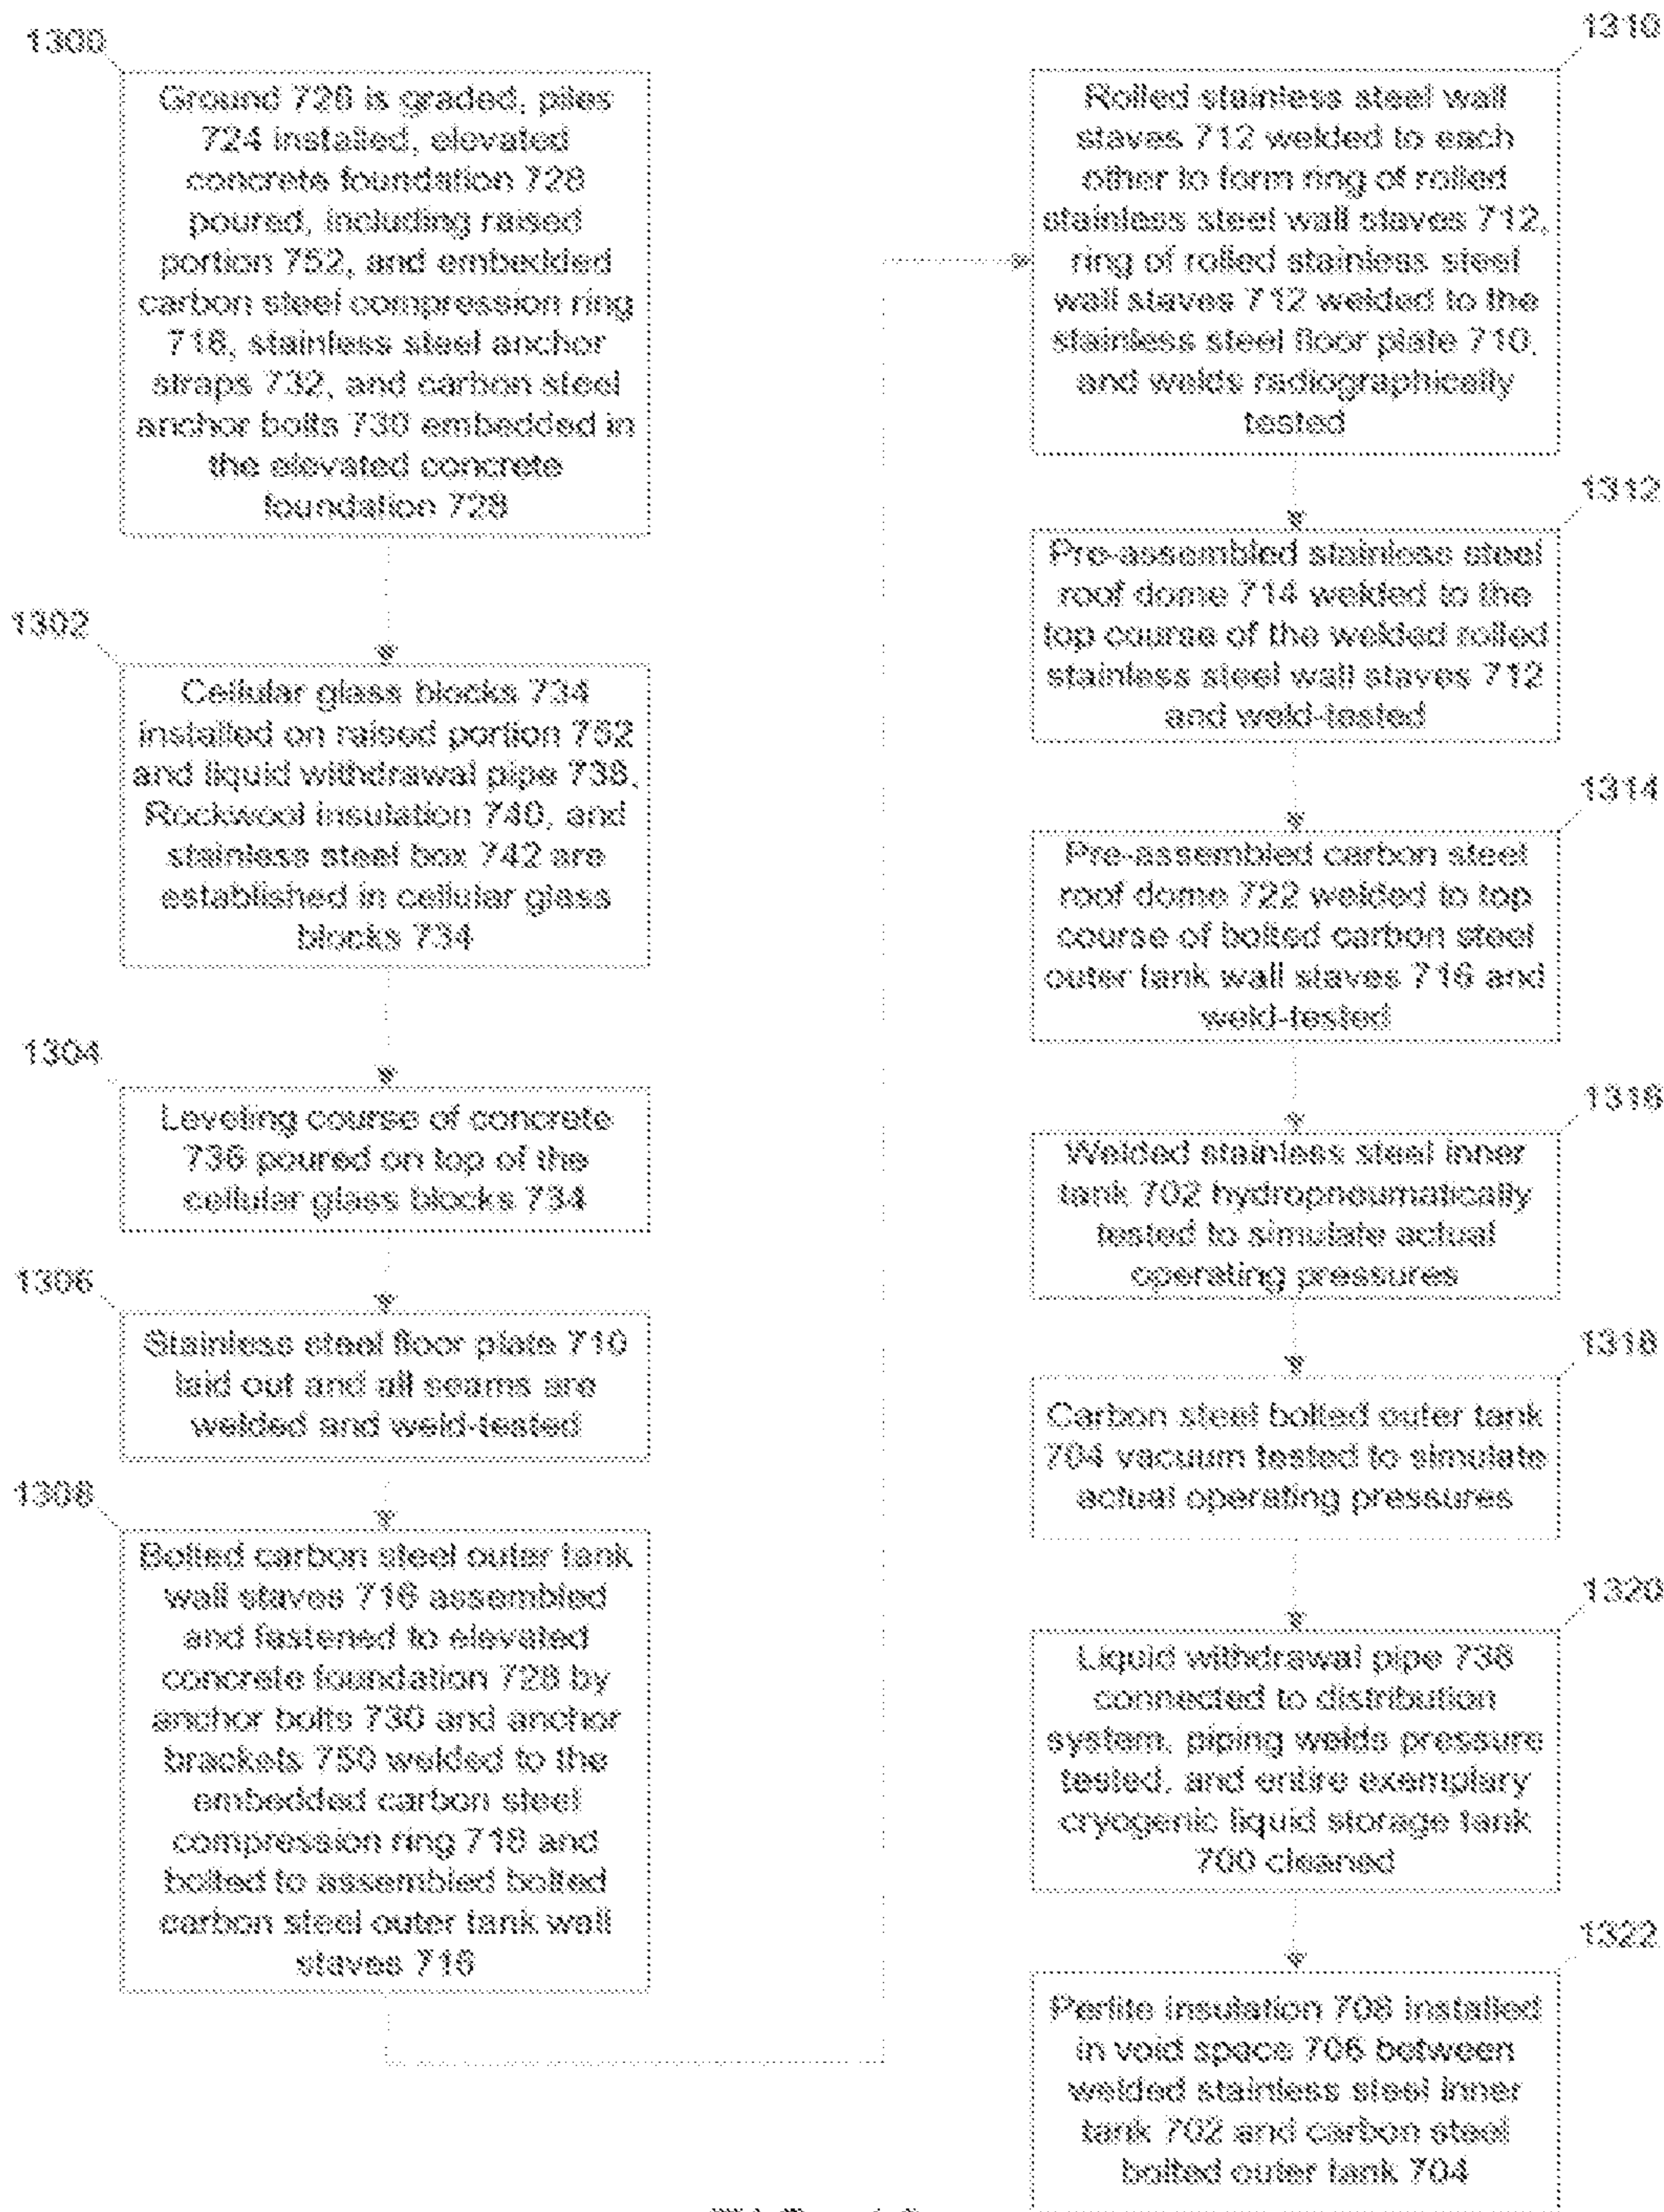 1300
Ground 726 is graded, piles
724 installed, elevated
concrete foundation 728
poured, including raised
portion 752, and embedded
carbon steel compression ring
718, stainless steel anchor
straps 732, and carbon steel
anchor bolts 730 embedded in
the elevated concrete
foundation 728
1302
Cellular glass blocks 734
installed on raised portion 752
and liquid withdrawal pipe 738,
Rockwool insulation 740, and
stainless steel box 742 are
established in cellular glass
blocks 734
1304
Leveling course of concrete
736 poured on top of the
cellular glass blocks 734
1306
Stainless steel floor plate 710
laid out and all seams are
welded and weld-tested
1308
Bolted carbon steel outer tank
wall staves 716 assembled
and fastened to elevated
concrete foundation 728 by
anchor bolts 730 and anchor
brackets 750 welded to the
embedded carbon steel
compression ring 718 and
bolted to assembled bolted
carbon steel outer tank wall
staves 716
1310
Rolled stainless steel wall
staves 712 welded to each
other to form ring of rolled
stainless steel wall staves 712,
ring of rolled stainless steel
wall staves 712 welded to the
stainless steel floor plate 710,
and welds radiographically
tested
1312
Pre-assembled stainless steel
roof dome 714 welded to the
top course of the welded rolled
stainless steel wall staves 712
and weld-tested
1314
Pre-assembled carbon steel
roof dome 722 welded to top
course of bolted carbon steel
outer tank wall staves 716 and
weld-tested
1316
Welded stainless steel inner
tank 702 hydropneumatically
tested to simulate actual
operating pressures
1318
Carbon steel bolted outer tank
704 vacuum tested to simulate
actual operating pressures
1320
Liquid withdrawal pipe 738
connected to distribution
system, piping welds pressure
tested, and entire exemplary
cryogenic liquid storage tank
700 cleaned
1322
Perlite insulation 708 installed
in void space 706 between
welded stainless steel inner
tank 702 and carbon steel
bolted outer tank 704